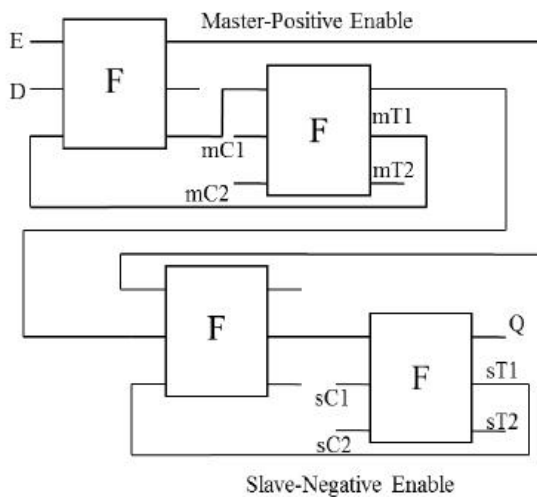 Master-Positive Enable
E
D
F
mC1
mC2
F
mT1
mT2
F
sC1
sC2
F
Q
sT1
sT2
Slave-Negative Enable